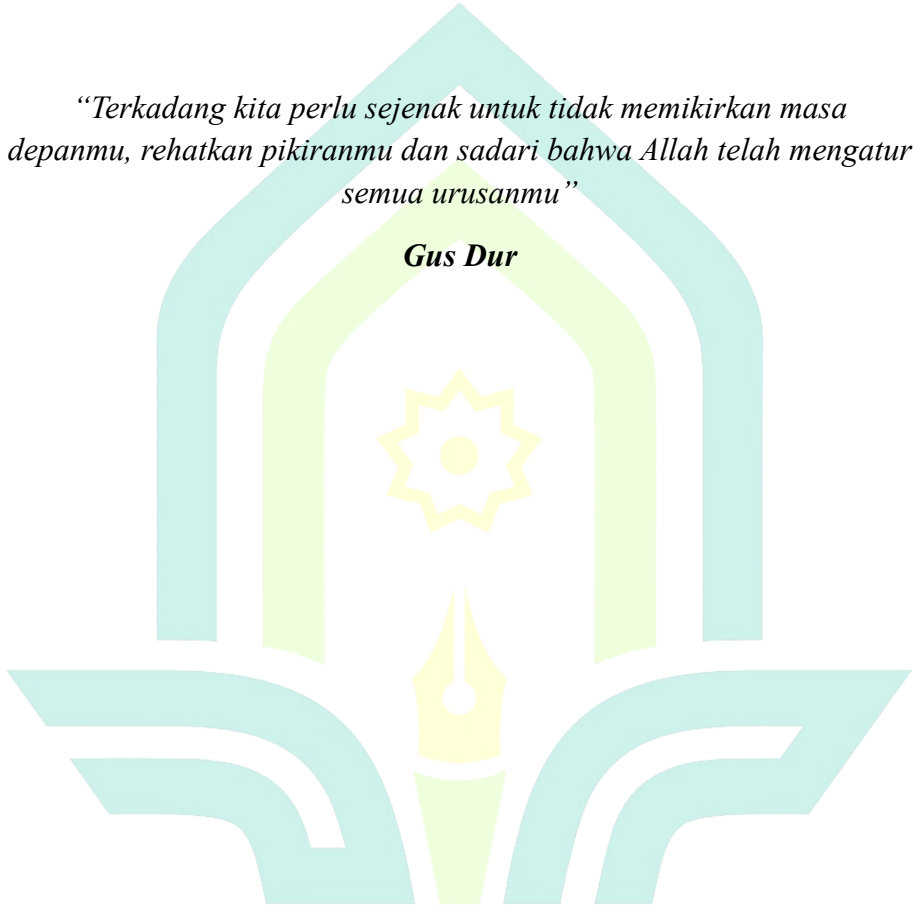 “Terkadang kita perlu sejenak untuk tidak memikirkan masa
depanmu, rehatkan pikiranmu dan sadari bahwa Allah telah mengatur
semua urusanmu”
Gus Dur